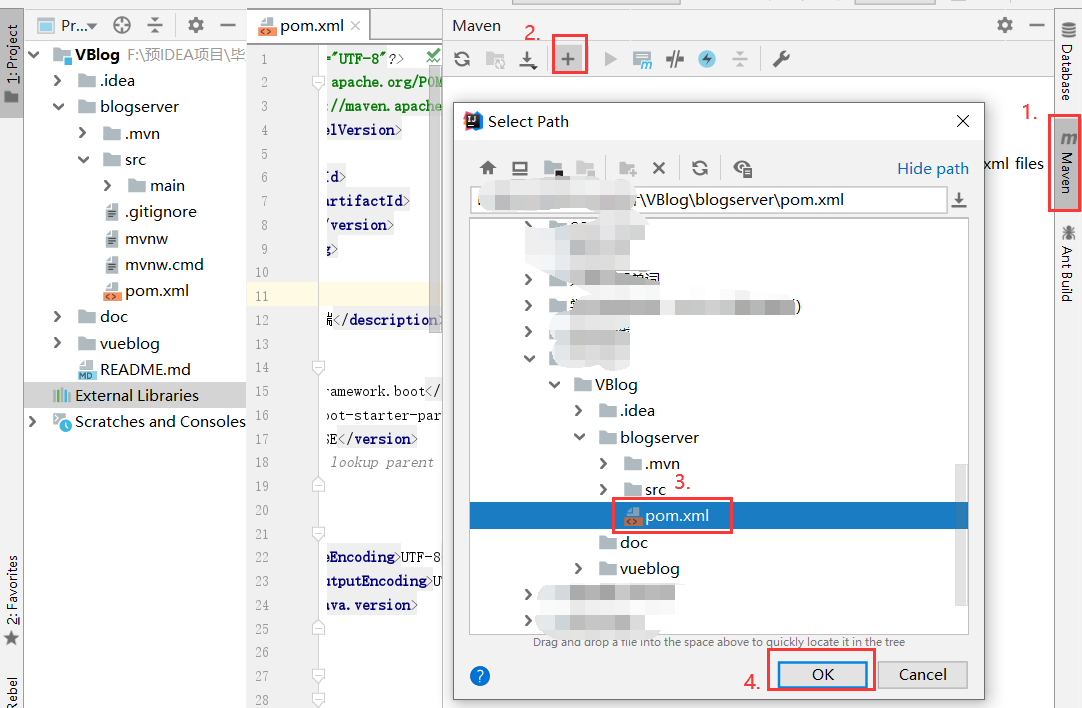 1: Project
2: Favorites
Rebel
Pr...
VBlog F:\预IDEA项目\毕
.idea
blogserver
.mvn
src
main
.gitignore
mvnw
mvnw.cmd
pom.xml
doc
vueblog
README.md
External Libraries
Scratches and Consoles
pom.xml
1 ="UTF-8"?>
2 apache.org/POM
3 ://maven.apache
4 elVersion>
5
6 Id>
7 artifactId>
8 /version>
9 g>
10
11
12 端</description>
13
14
15 ramework.boot</
16 oot-starter-par
17 SE</version>
18 lookup parent
19
20
21
22 eEncoding>UTF-8
23 utputEncoding>U
24 ava.version>
25
26
27
28
Maven
2.
1.
xml files
Database
Maven
Ant Build
Select Path
Hide path
\VBlog\blogserver\pom.xml
单词
VBlog
.idea
blogserver
.mvn
src
3.
pom.xml
doc
vueblog
Drag and drop a file into the space above to quickly locate it in the tree
4.
OK
Cancel